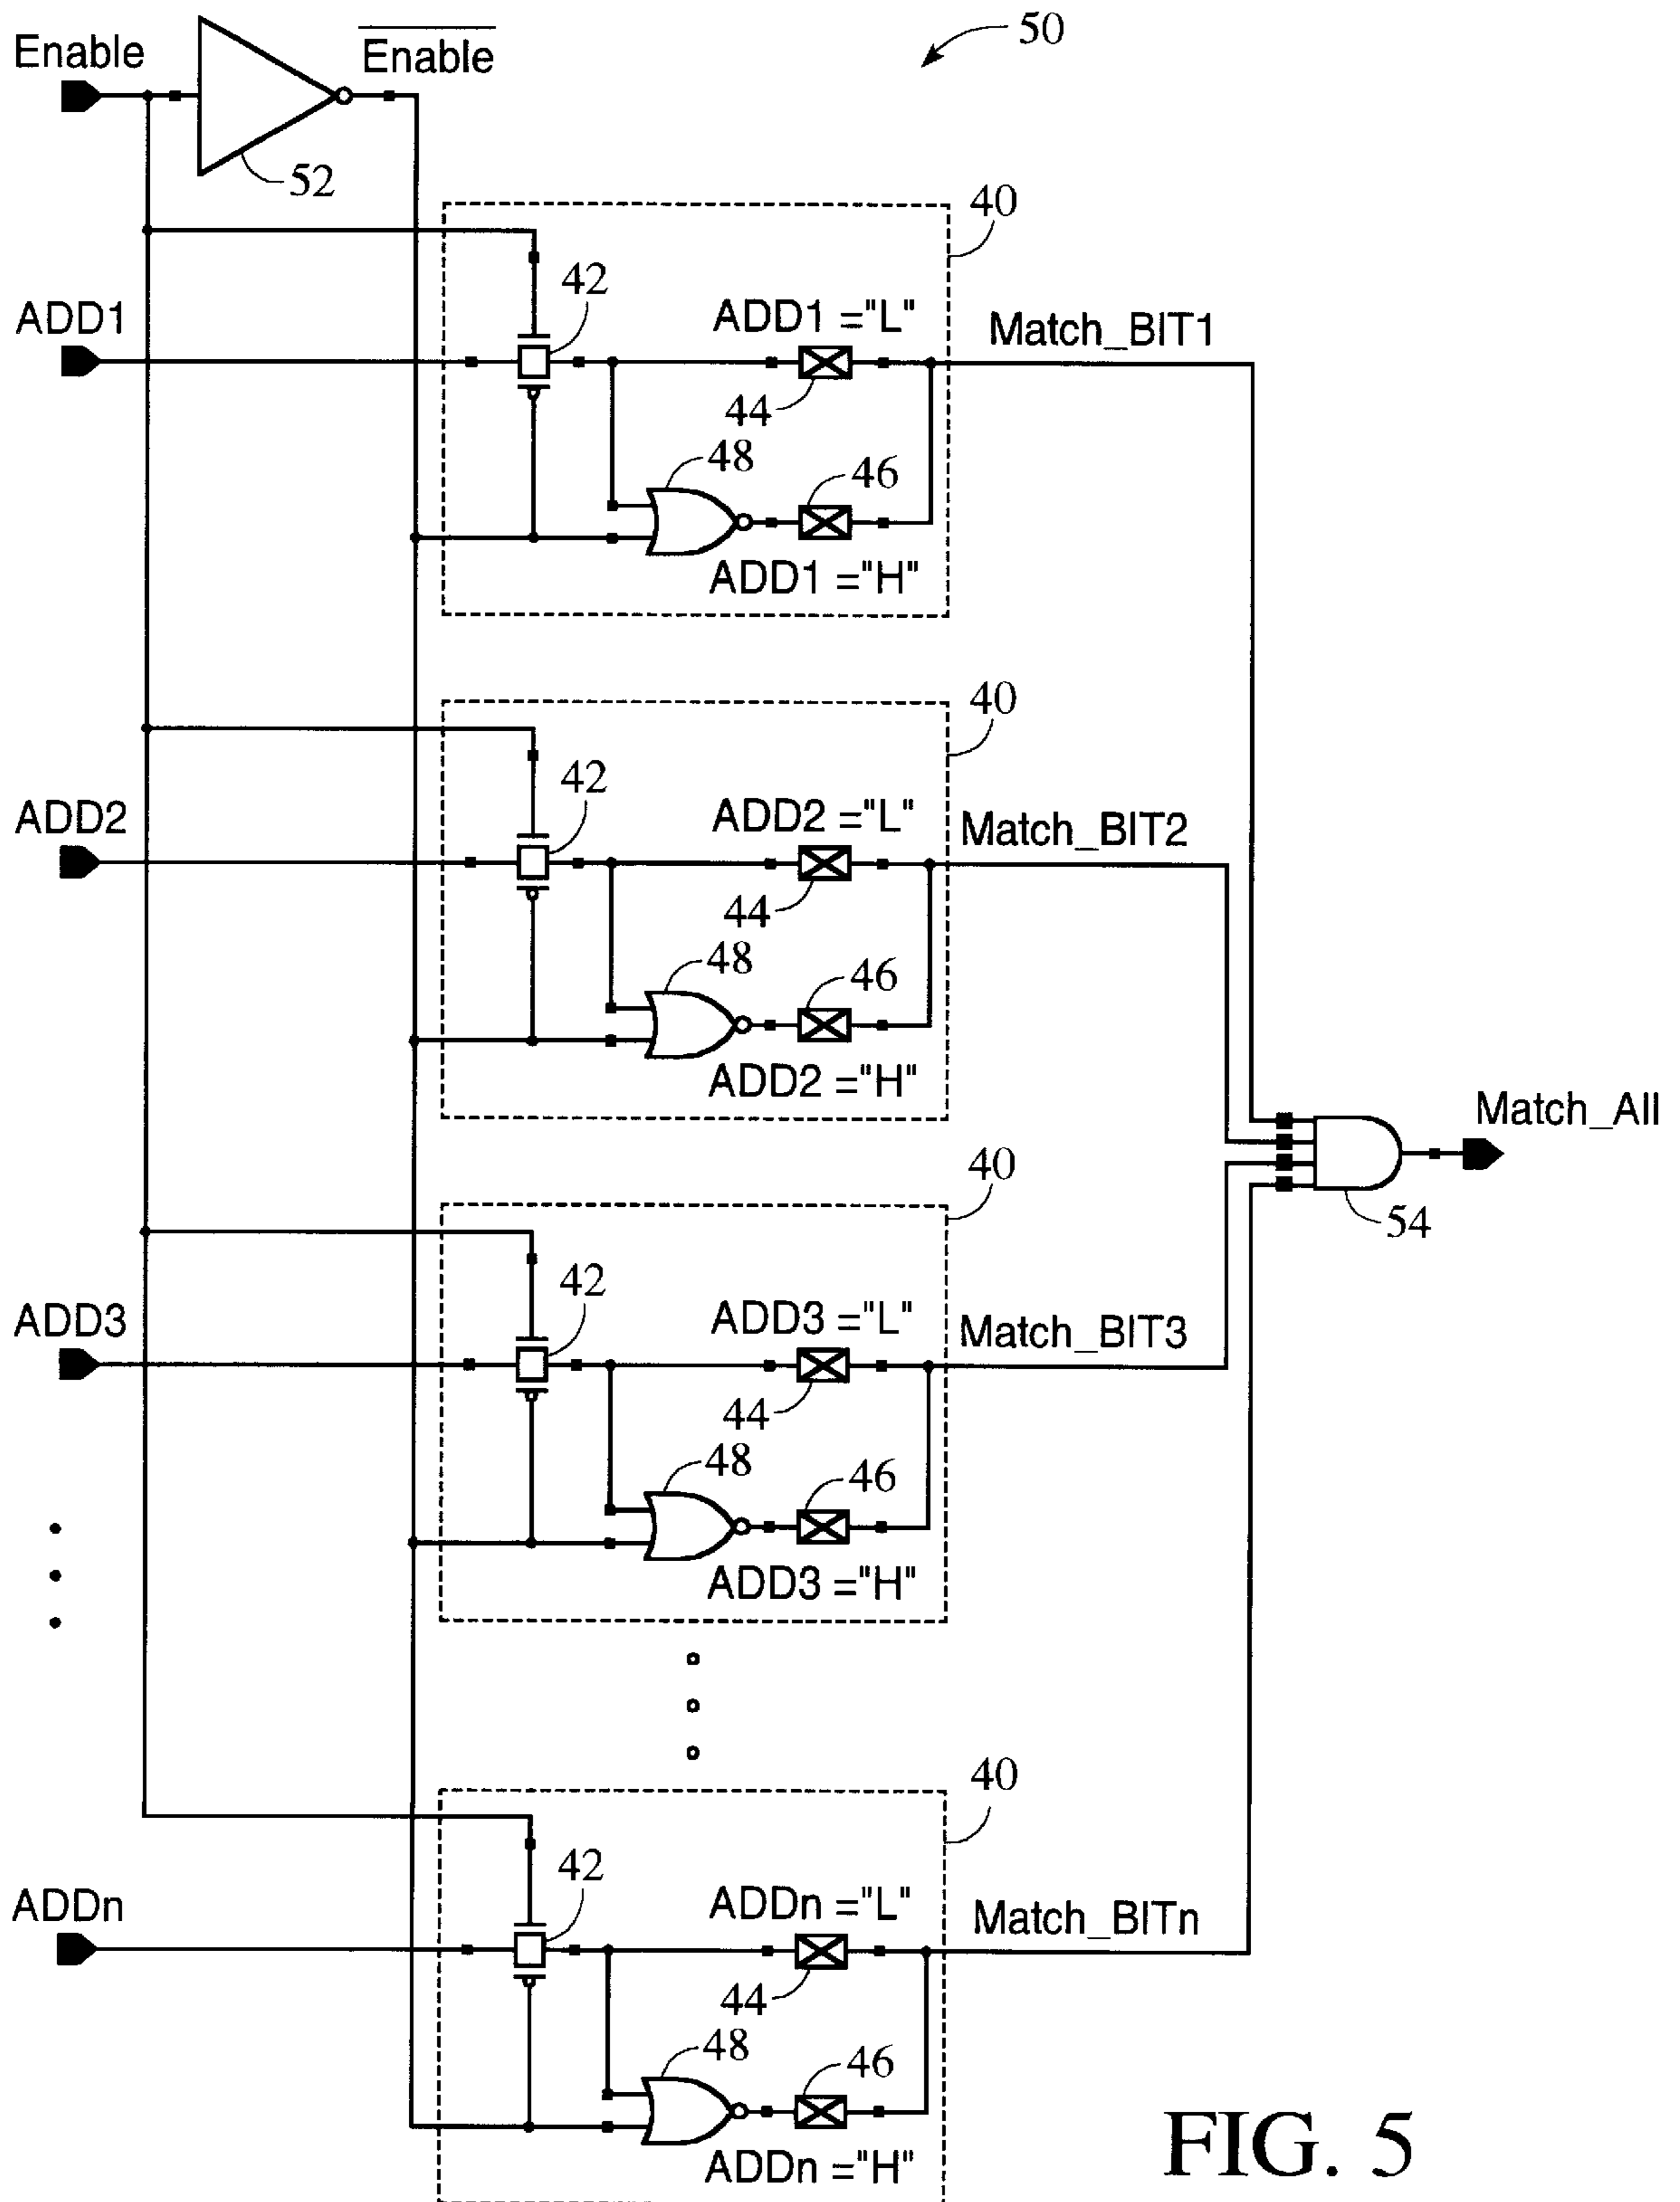 50
Enable
Enable
52
40
42
ADD1
ADD1 ="L"
Match_BIT1
44
48
46
ADD1 ="H"
40
42
ADD2
ADD2 ="L"
Match_BIT2
44
48
46
ADD2 ="H"
Match_All
54
40
42
ADD3
ADD3 ="L"
Match_BIT3
44
48
46
ADD3 ="H"
40
42
ADDn
ADDn ="L"
Match_BITn
44
48
46
ADDn ="H"
FIG. 5